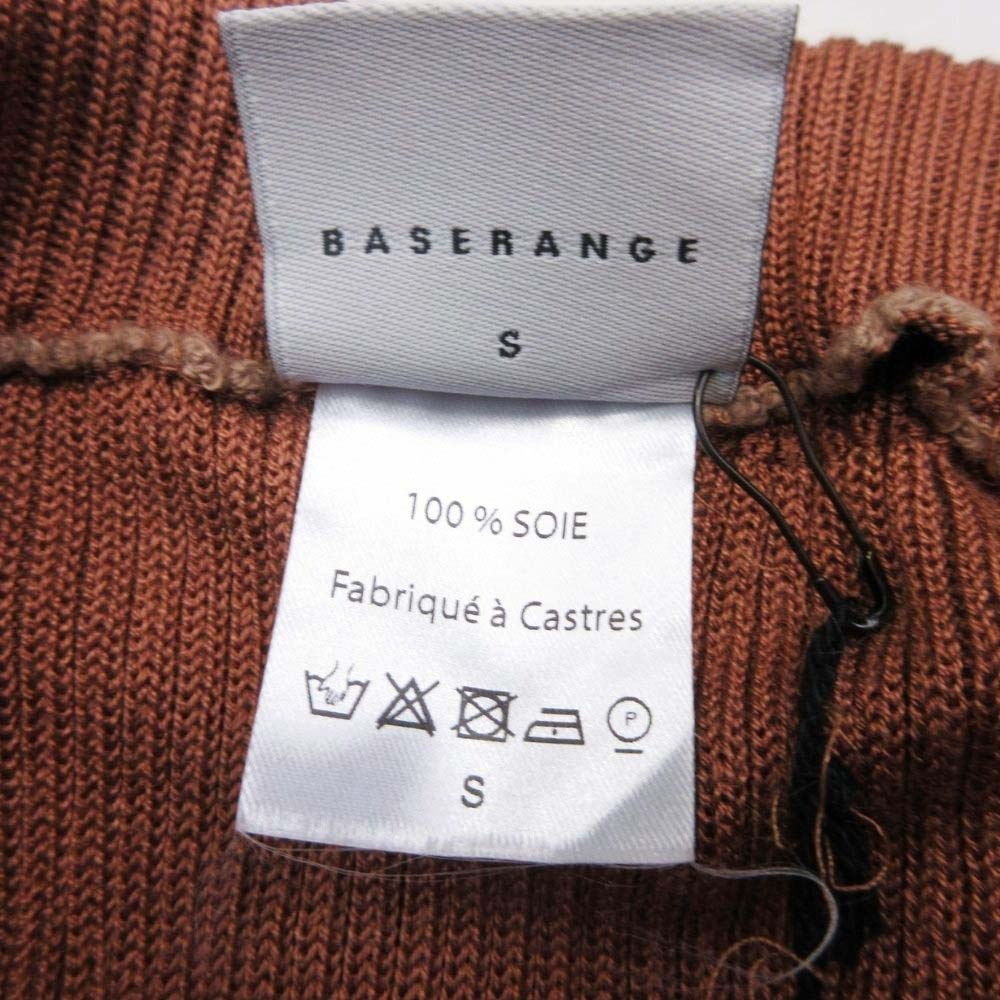 BASERANGE
S
100 % SOIE
Fabriqué à Castres
P
S